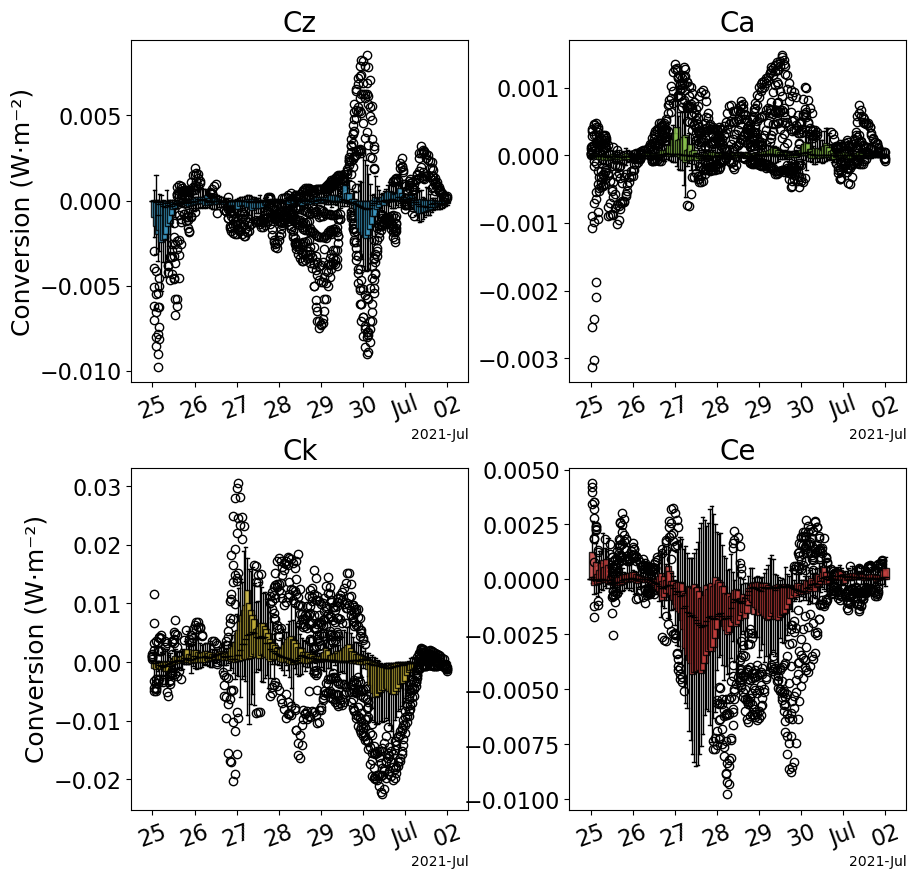 Cz
Ca
Conversion (W·m⁻²)
0.005
0.000
−0.005
−0.010
0.001
0.000
−0.001
−0.002
−0.003
25 26 27 28 29 30 Jul 02
25 26 27 28 29 30 Jul 02
2021-Jul
2021-Jul
Ck
Ce
Conversion (W·m⁻²)
0.03
0.02
0.01
0.00
−0.01
−0.02
0.0050
0.0025
0.0000
−0.0025
−0.0050
−0.0075
−0.0100
25 26 27 28 29 30 Jul 02
25 26 27 28 29 30 Jul 02
2021-Jul
2021-Jul